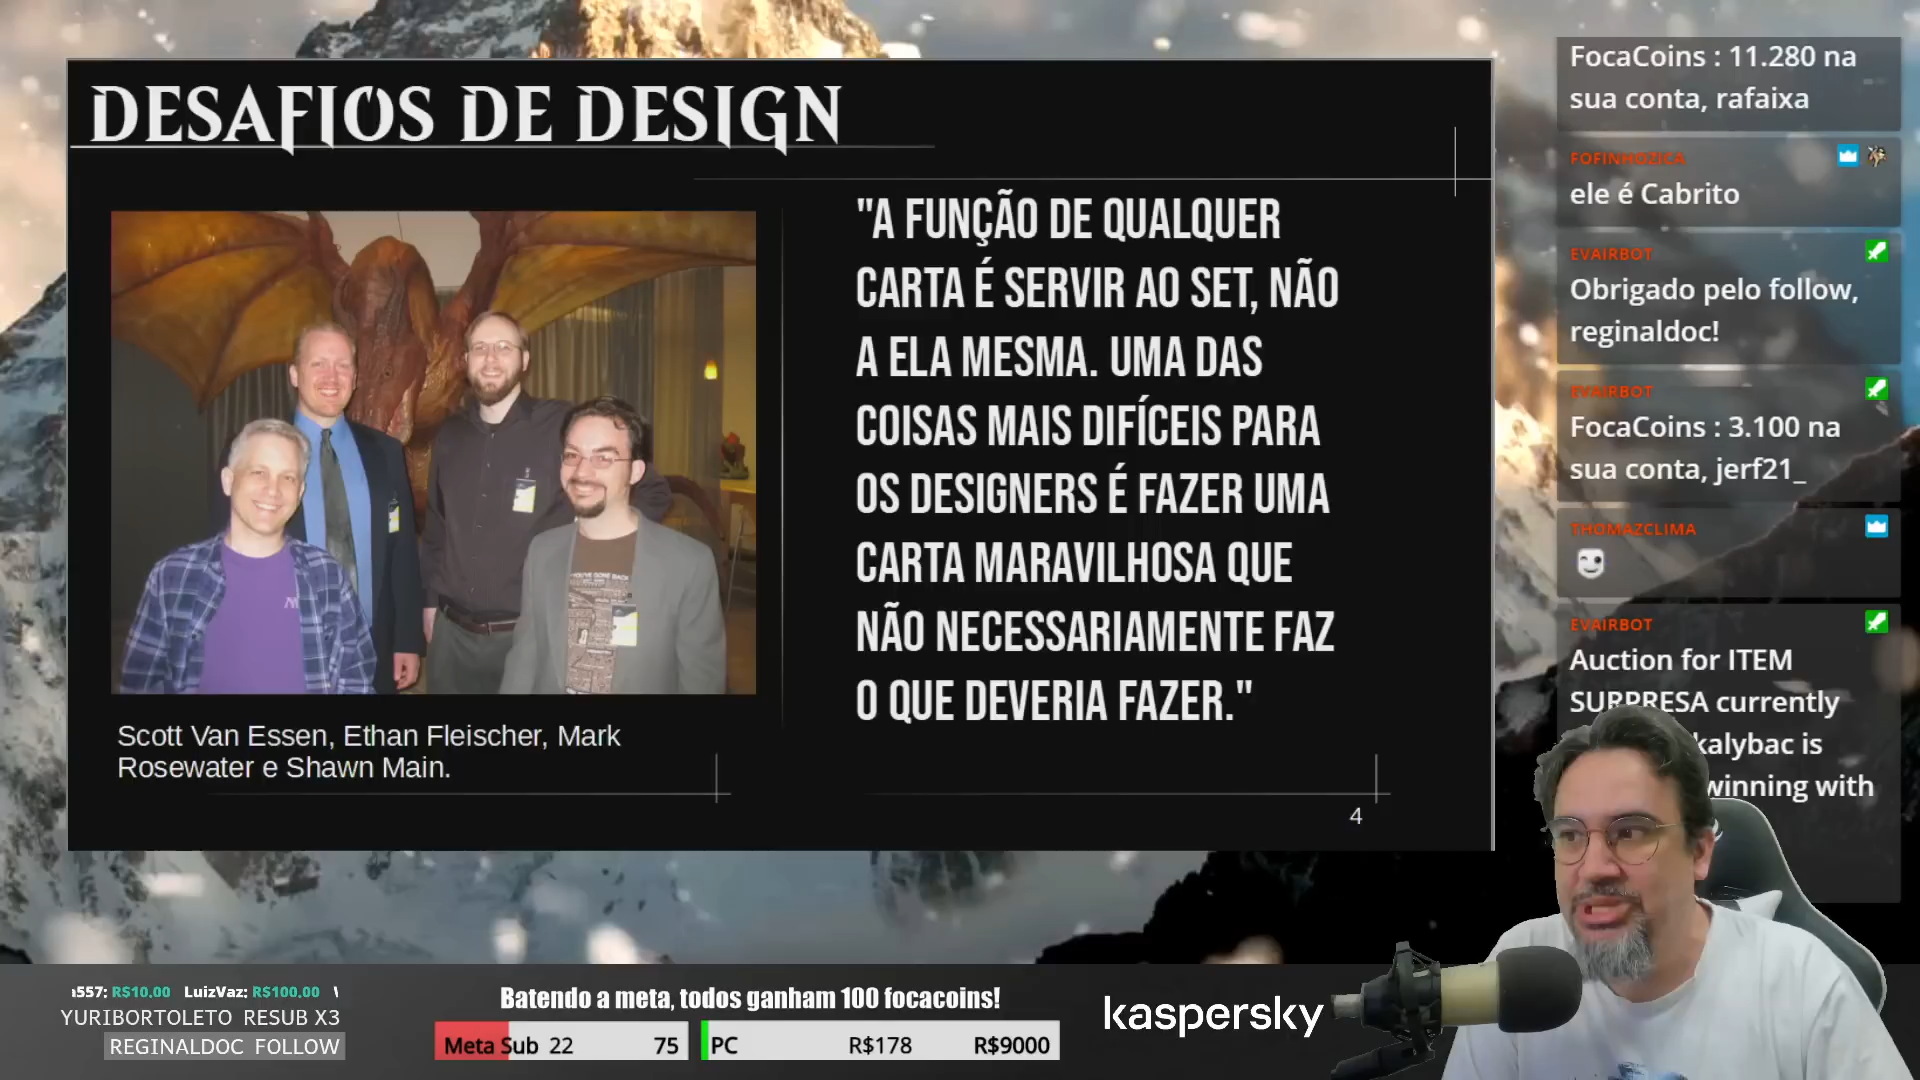 DESAFIOS DE DESIGN
"A FUNÇÃO DE QUALQUER
CARTA É SERVIR AO SET, NÃO
A ELA MESMA. UMA DAS
COISAS MAIS DIFÍCEIS PARA
OS DESIGNERS É FAZER UMA
CARTA MARAVILHOSA QUE
NÃO NECESSARIAMENTE FAZ
O QUE DEVERIA FAZER."
Scott Van Essen, Ethan Fleischer, Mark
Rosewater e Shawn Main.
4
FocaCoins : 11.280 na
sua conta, rafaixa
FOFINHOZICA
ele é Cabrito
EVAIRBOT
Obrigado pelo follow,
reginaldoc!
EVAIRBOT
FocaCoins : 3.100 na
sua conta, jerf21_
THOMAZCLIMA
EVAIRBOT
Auction for ITEM
SURPRESA currently
kalybac is
winning with
557: R$10,00 LuizVaz: R$100,00
YURIBORTOLETO RESUB X3
REGINALDOC FOLLOW
Batendo a meta, todos ganham 100 focacoins!
Meta Sub 22 75
PC R$178 R$9000
kaspersky